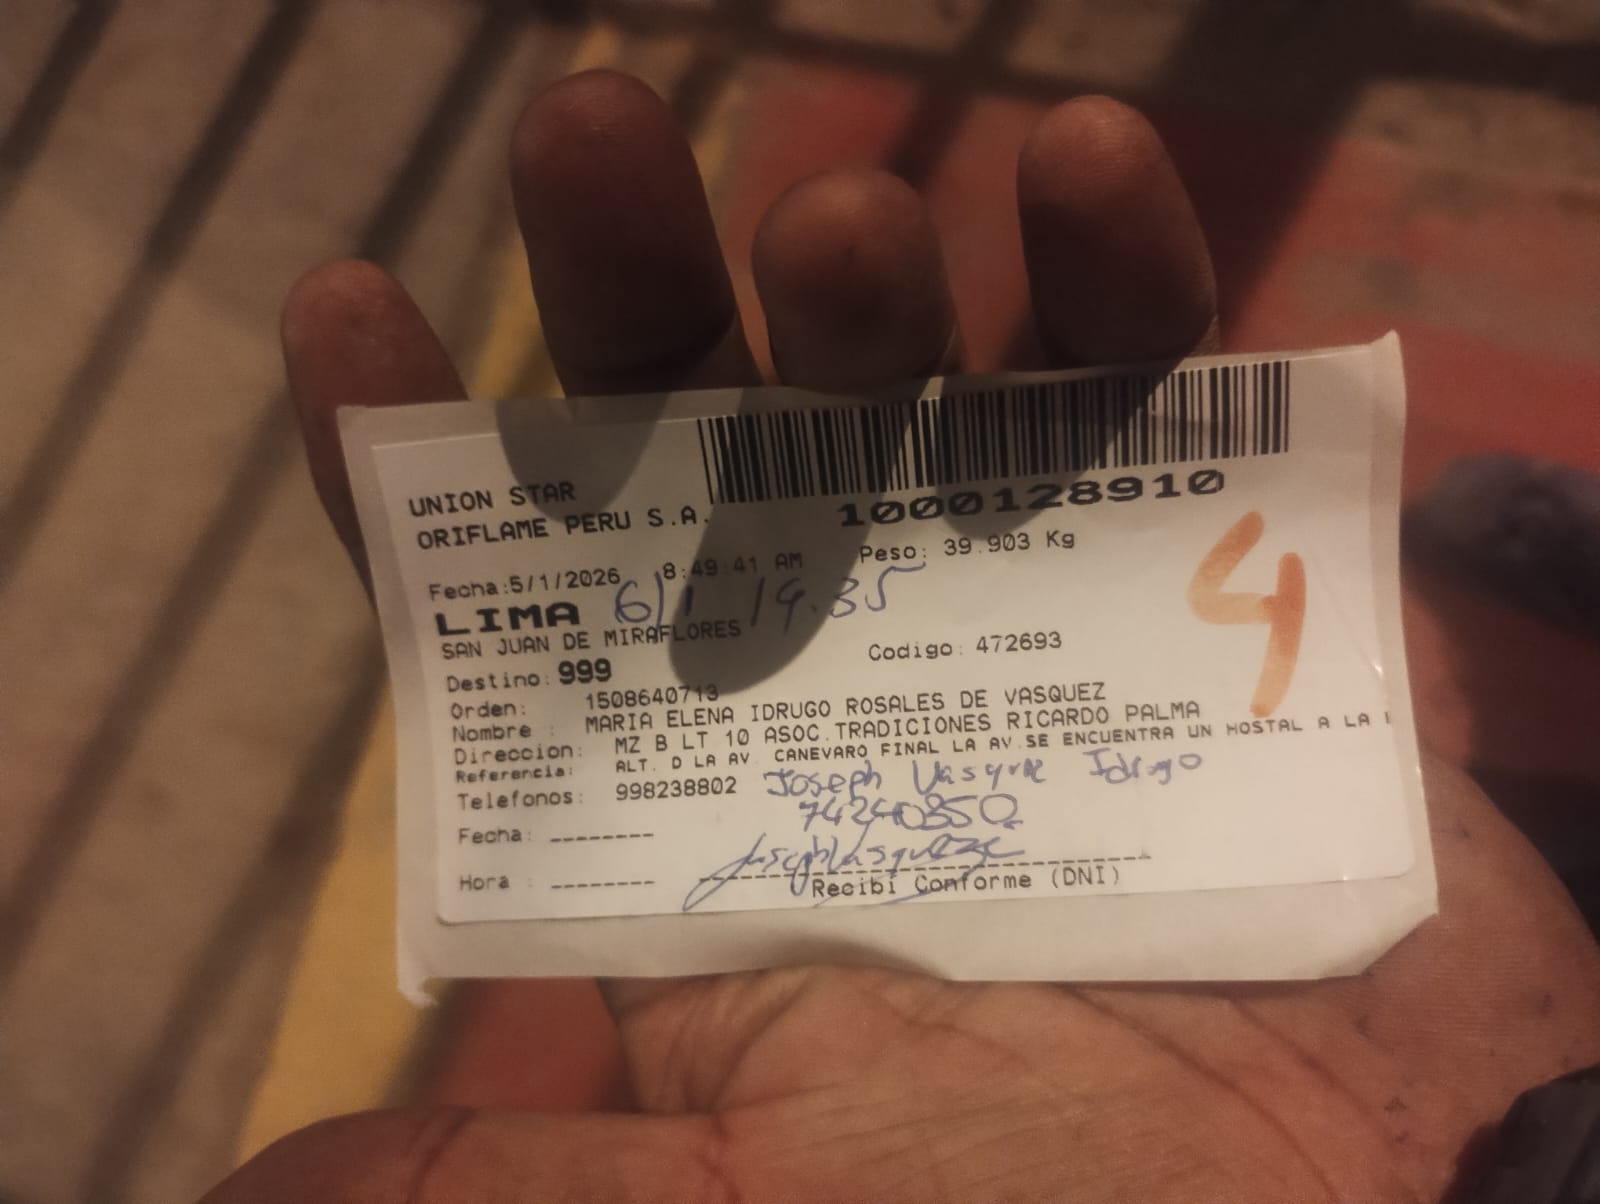 UNION STAR
ORIFLAME PERU S.A.
1000128910
Fecha:5/1/2026 8:49:41 AM Peso: 39.903 Kg
4
LIMA 6/1 19.35
SAN JUAN DE MIRAFLORES
Destino: 999 Codigo: 472693
Orden: 1508640713
Nombre : MARIA ELENA IDRUGO ROSALES DE VASQUEZ
Direccion: MZ B LT 10 ASOC.TRADICIONES RICARDO PALMA
Referencia: ALT. D LA AV. CANEVARO FINAL LA AV.SE ENCUENTRA UN HOSTAL A LA
Telefonos: 998238802 Joseph Vasquez Idrogo
74240350
Fecha: --------
Hora : --------
Recibi Conforme (DNI)